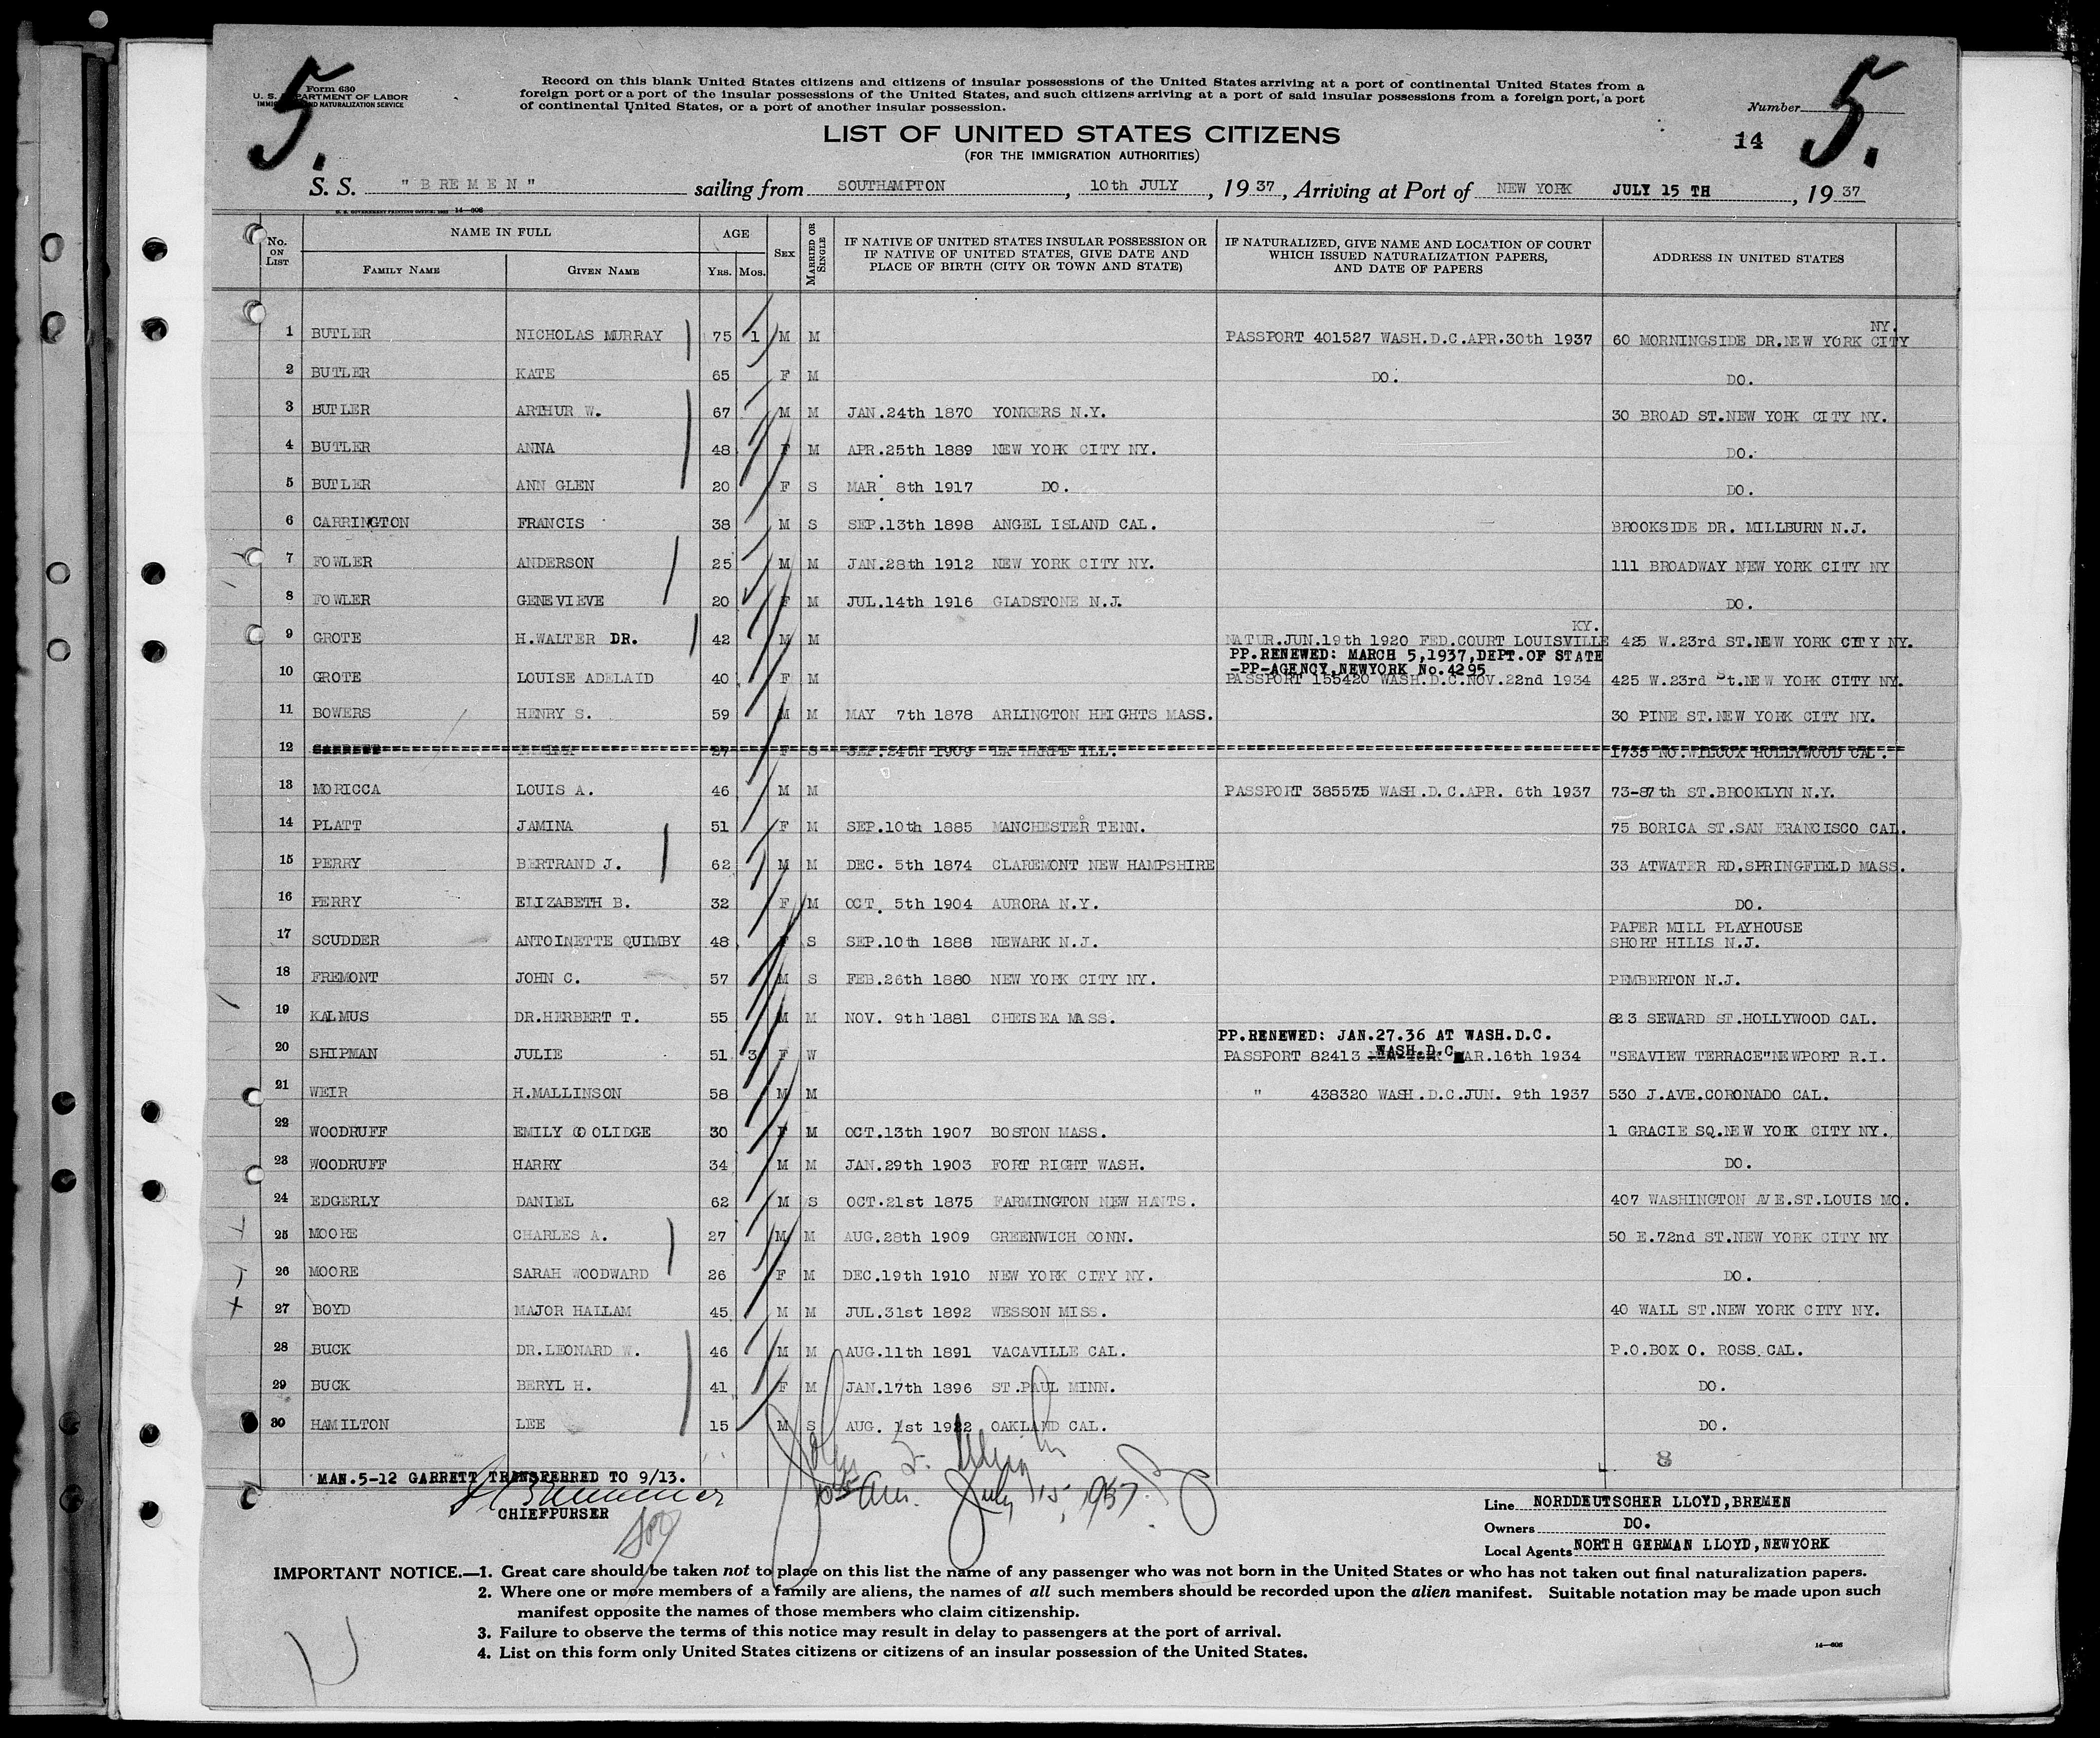 5.
Form 630
U. S. DEPARTMENT OF LABOR
IMMIGRATION AND NATURALIZATION SERVICE
Record on this blank United States citizens and citizens of insular possessions of the United States arriving at a port of continental United States from a
foreign port or a port of the insular possessions of the United States, and such citizens arriving at a port of said insular possessions from a foreign port, a port
of continental United States, or a port of another insular possession.
Number 5.
LIST OF UNITED STATES CITIZENS
14
(FOR THE IMMIGRATION AUTHORITIES)
S. S. "BREMEN" sailing from SOUTHAMPTON, 10th JULY, 1937, Arriving at Port of NEW YORK JULY 15 TH, 1937
No. ON LIST NAME IN FULL FAMILY NAME GIVEN NAME AGE YRS. MOS. SEX MARRIED OR SINGLE IF NATIVE OF UNITED STATES INSULAR POSSESSION OR IF NATIVE OF UNITED STATES, GIVE DATE AND PLACE OF BIRTH (CITY OR TOWN AND STATE) IF NATURALIZED, GIVE NAME AND LOCATION OF COURT WHICH ISSUED NATURALIZATION PAPERS, AND DATE OF PAPERS ADDRESS IN UNITED STATES
1 BUTLER NICHOLAS MURRAY 75 1 M M PASSPORT 401527 WASH.D.C.APR.30th 1937 60 MORNINGSIDE DR.NEW YORK CITY NY.
2 BUTLER KATE 65 F M DO. DO.
3 BUTLER ARTHUR W. 67 M M JAN.24th 1870 YONKERS N.Y. 30 BROAD ST.NEW YORK CITY NY.
4 BUTLER ANNA 48 F M APR.25th 1889 NEW YORK CITY NY. DO.
5 BUTLER ANN GLEN 20 F S MAR. 8th 1917 DO. DO.
6 CARRINGTON FRANCIS 38 M S SEP.13th 1898 ANGEL ISLAND CAL. BROOKSIDE DR. MILLBURN N.J.
7 FOWLER ANDERSON 25 M M JAN.28th 1912 NEW YORK CITY NY. 111 BROADWAY NEW YORK CITY NY
8 FOWLER GENEVIEVE 20 F M JUL.14th 1916 GLADSTONE N.J. DO.
9 GROTE H.WALTER DR. 42 M M NATUR.JUN.19th 1920 FED.COURT LOUISVILLE KY. 425 W.23rd ST.NEW YORK CITY NY.
PP.RENEWED: MARCH 5,1937,DEPT.OF STATE
-PP-AGENCY,NEWYORK No.4295
10 GROTE LOUISE ADELAID 40 F M PASSPORT 155420 WASH.D.C.NOV.22nd 1934 425 W.23rd St.NEW YORK CITY NY.
11 BOWERS HENRY S. 59 M M MAY 7th 1878 ARLINGTON HEIGHTS MASS. 30 PINE ST.NEW YORK CITY NY.
12 27 F S SEP.24th 1909 ILL. 1735 NO.WILCOX HOLLYWOOD CAL.
13 MORICCA LOUIS A. 46 M M PASSPORT 385575 WASH.D.C.APR. 6th 1937 73-87th ST.BROOKLYN N.Y.
14 PLATT JAMINA 51 F M SEP.10th 1885 MANCHESTER TENN. 75 BORICA ST.SAN FRANCISCO CAL.
15 PERRY BERTRAND J. 62 M M DEC. 5th 1874 CLAREMONT NEW HAMPSHIRE 33 ATWATER RD.SPRINGFIELD MASS.
16 PERRY ELIZABETH B. 32 F M OCT. 5th 1904 AURORA N.Y. DO.
17 SCUDDER ANTOINETTE QUIMBY 48 F S SEP.10th 1888 NEWARK N.J. PAPER MILL PLAYHOUSE SHORT HILLS N.J.
18 FREMONT JOHN C. 57 M S FEB.26th 1880 NEW YORK CITY NY. PEMBERTON N.J.
19 KALMUS DR.HERBERT T. 55 M M NOV. 9th 1881 CHELSEA MASS. 823 SEWARD ST.HOLLYWOOD CAL.
PP.RENEWED: JAN.27.36 AT WASH.D.C.
20 SHIPMAN JULIE 51 3 F W PASSPORT 82413 WASH.D.C. MAR.16th 1934 "SEAVIEW TERRACE"NEWPORT R.I.
21 WEIR H.MALLINSON 58 M M " 438320 WASH.D.C.JUN. 9th 1937 530 J.AVE.CORONADO CAL.
22 WOODRUFF EMILY COOLIDGE 30 F M OCT.13th 1907 BOSTON MASS. 1 GRACIE SQ.NEW YORK CITY NY.
23 WOODRUFF HARRY 34 M M JAN.29th 1903 FORT RIGHT WASH. DO.
24 EDGERLY DANIEL 62 M S OCT.21st 1875 FARMINGTON NEW HANTS. 407 WASHINGTON AVE.ST.LOUIS MO.
25 MOORE CHARLES A. 27 M M AUG.28th 1909 GREENWICH CONN. 50 E.72nd ST.NEW YORK CITY NY
26 MOORE SARAH WOODWARD 26 F M DEC.19th 1910 NEW YORK CITY NY. DO.
27 BOYD MAJOR HALLAM 45 M M JUL.31st 1892 WESSON MISS. 40 WALL ST.NEW YORK CITY NY.
28 BUCK DR.LEONARD W. 46 M M AUG.11th 1891 VACAVILLE CAL. P.O.BOX O. ROSS CAL.
29 BUCK BERYL H. 41 F M JAN.17th 1896 ST.PAUL MINN. DO.
30 HAMILTON LEE 15 M S AUG. 1st 1922 OAKLAND CAL. DO.
8
MAN.5-12 GARRETT TRANSFERRED TO 9/13.
July 15, 1937
CHIEFPURSER
Line NORDDEUTSCHER LLOYD,BREMEN
Owners DO.
Local Agents NORTH GERMAN LLOYD,NEWYORK
IMPORTANT NOTICE.—1. Great care should be taken not to place on this list the name of any passenger who was not born in the United States or who has not taken out final naturalization papers.
2. Where one or more members of a family are aliens, the names of all such members should be recorded upon the alien manifest. Suitable notation may be made upon such
manifest opposite the names of those members who claim citizenship.
3. Failure to observe the terms of this notice may result in delay to passengers at the port of arrival.
4. List on this form only United States citizens or citizens of an insular possession of the United States.
14—608